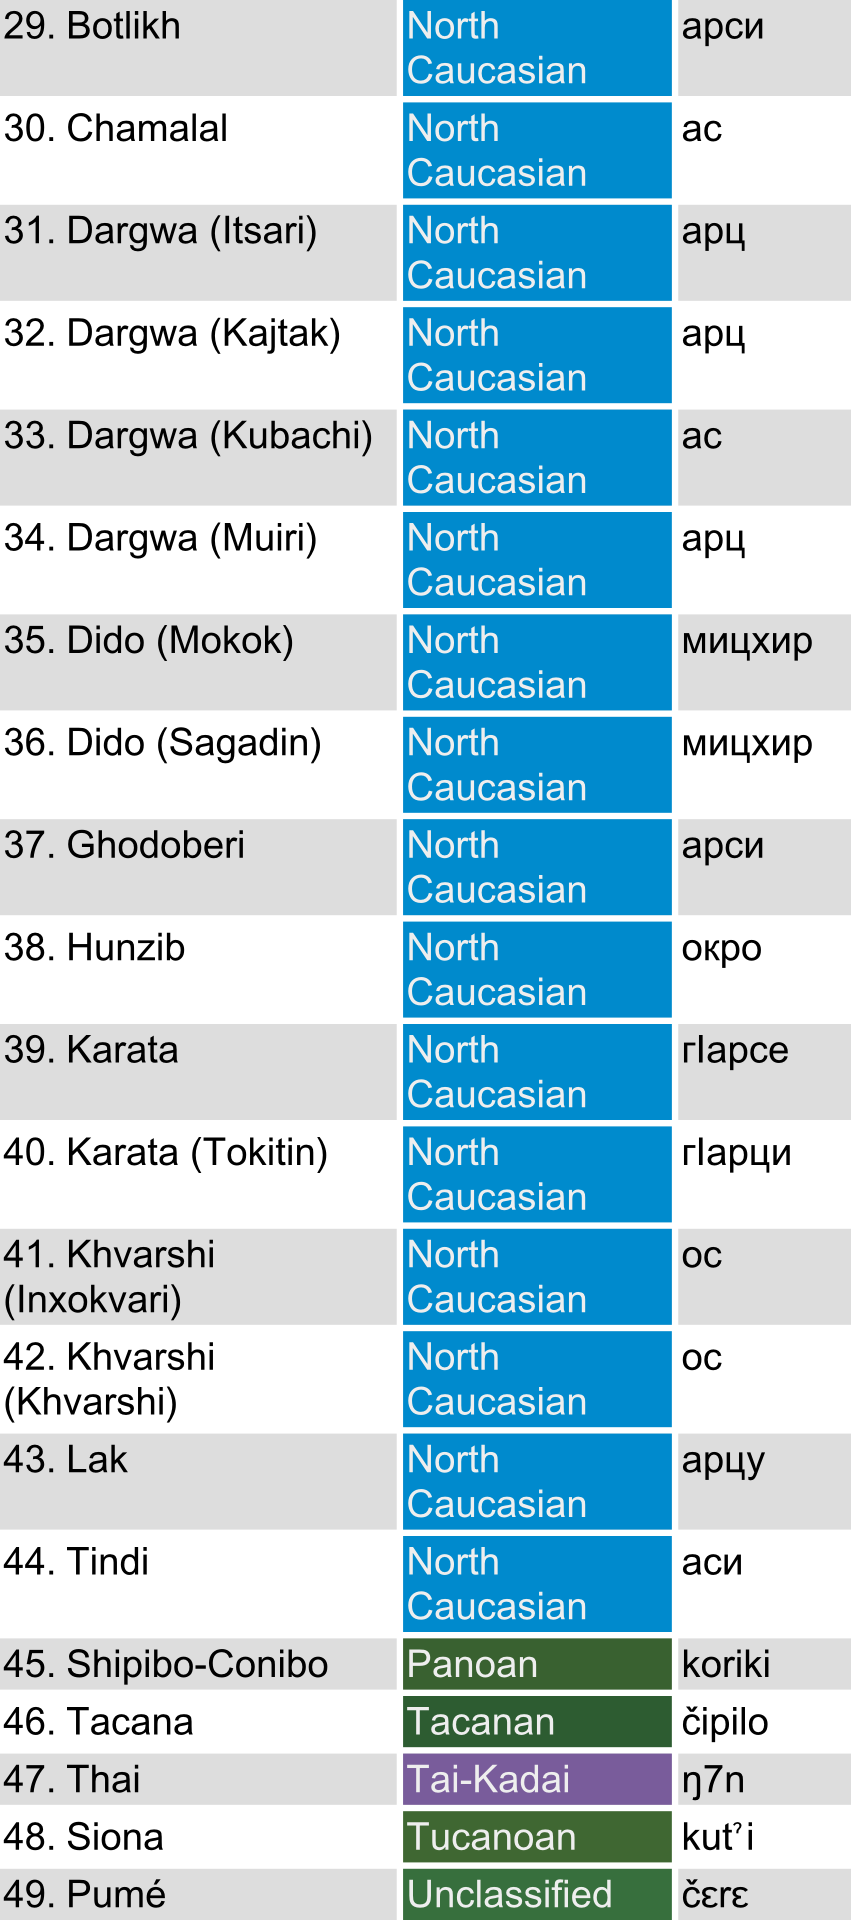 29. Botlikh North арси
Caucasian
30. Chamalal North ас
Caucasian
31. Dargwa (Itsari) North арц
Caucasian
32. Dargwa (Kajtak) North арц
Caucasian
33. Dargwa (Kubachi) North ас
Caucasian
34. Dargwa (Muiri) North арц
Caucasian
35. Dido (Mokok) North мицхир
Caucasian
36. Dido (Sagadin) North мицхир
Caucasian
37. Ghodoberi North арси
Caucasian
38. Hunzib North окро
Caucasian
39. Karata North гӀарсе
Caucasian
40. Karata (Tokitin) North гӀарци
Caucasian
41. Khvarshi North ос
(Inxokvari) Caucasian
42. Khvarshi North ос
(Khvarshi) Caucasian
43. Lak North арцу
Caucasian
44. Tindi North аси
Caucasian
45. Shipibo-Conibo Panoan koriki
46. Tacana Tacanan čipilo
47. Thai Tai-Kadai ŋ7n
48. Siona Tucanoan kutˀi
49. Pumé Unclassified čɛrɛ